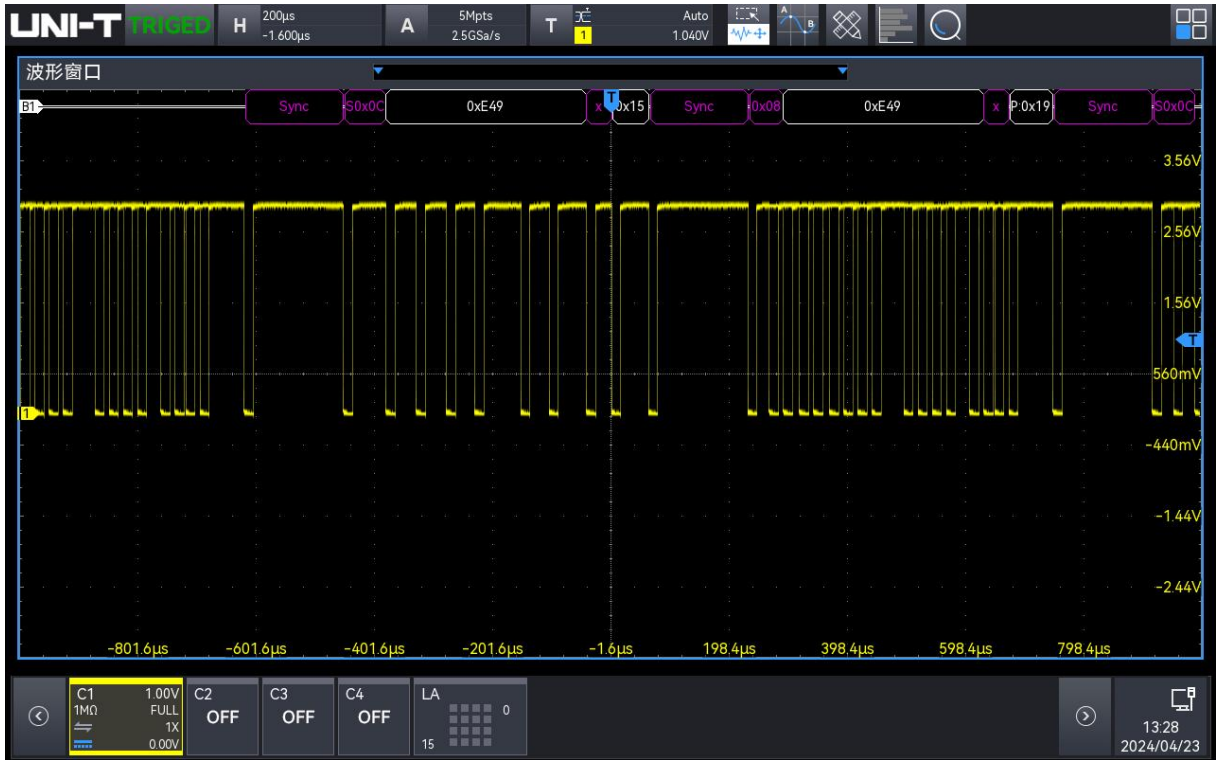 UNI-T TRIGED H 200μs A 5Mpts T Auto A B
-1.600μs 2.5GSa/s 1 1.040V
波形窗口
B1 Sync S0x0C 0xE49 x T 0x15 Sync 0x08 0xE49 x P:0x19 Sync S0x0C
3.56V
2.56V
1.56V
T
560mV
1
-440mV
-1.44V
-2.44V
-801.6μs -601.6μs -401.6μs -201.6μs -1.6μs 198.4μs 398.4μs 598.4μs 798.4μs
C1 1.00V C2 C3 C4 LA
1MΩ FULL OFF OFF OFF 0
1X
0.00V 15
13:28
2024/04/23